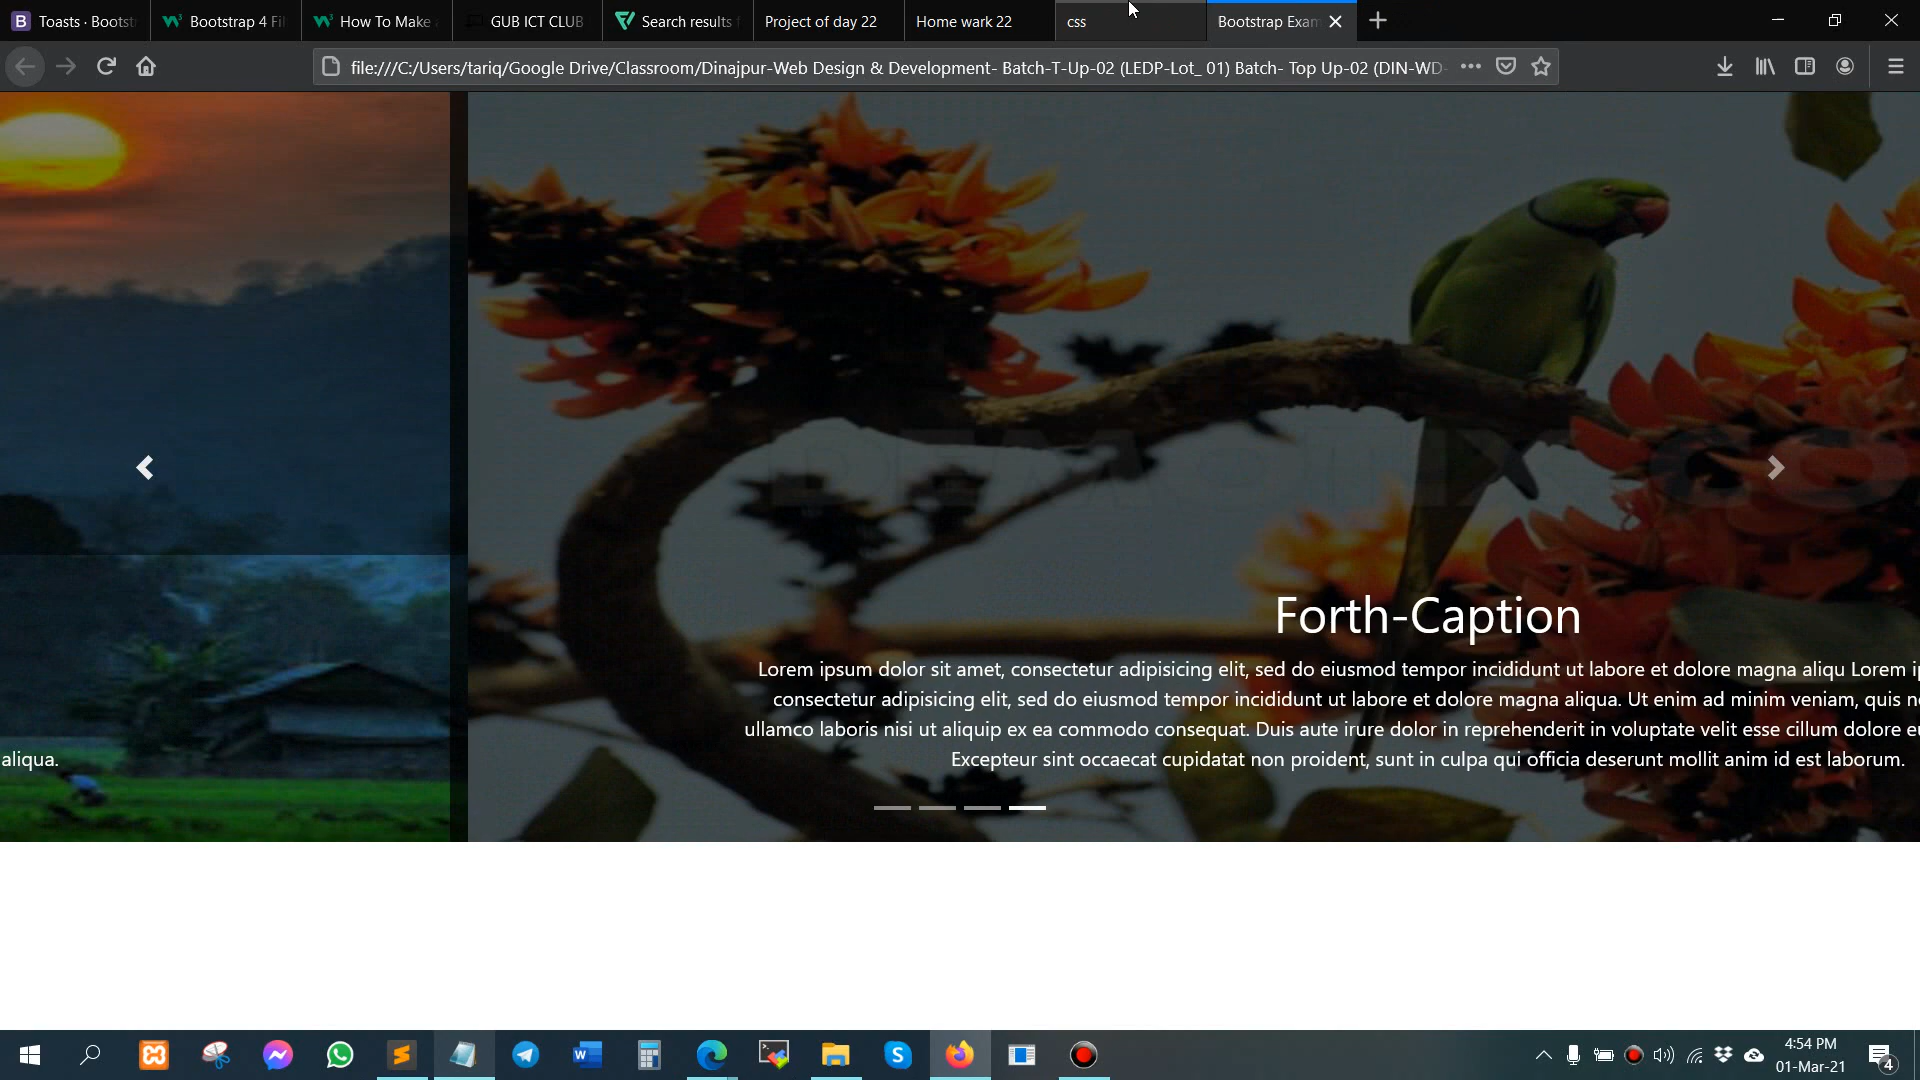 Toasts · Bootst
Bootstrap 4 Fi
How To Make
GUB ICT CLUB
Search results
Project of day 22
Home wark 22
css
Bootstrap Exam
file:///C:/Users/tariq/Google Drive/Classroom/Dinajpur-Web Design & Development- Batch-T-Up-02 (LEDP-Lot_ 01) Batch- Top Up-02 (DIN-WD-
Forth-Caption
Lorem ipsum dolor sit amet, consectetur adipisicing elit, sed do eiusmod tempor incididunt ut labore et dolore magna aliqu Lorem ip
consectetur adipisicing elit, sed do eiusmod tempor incididunt ut labore et dolore magna aliqua. Ut enim ad minim veniam, quis n
ullamco laboris nisi ut aliquip ex ea commodo consequat. Duis aute irure dolor in reprehenderit in voluptate velit esse cillum dolore e
Excepteur sint occaecat cupidatat non proident, sunt in culpa qui officia deserunt mollit anim id est laborum.
aliqua.
4:54 PM
01-Mar-21
4